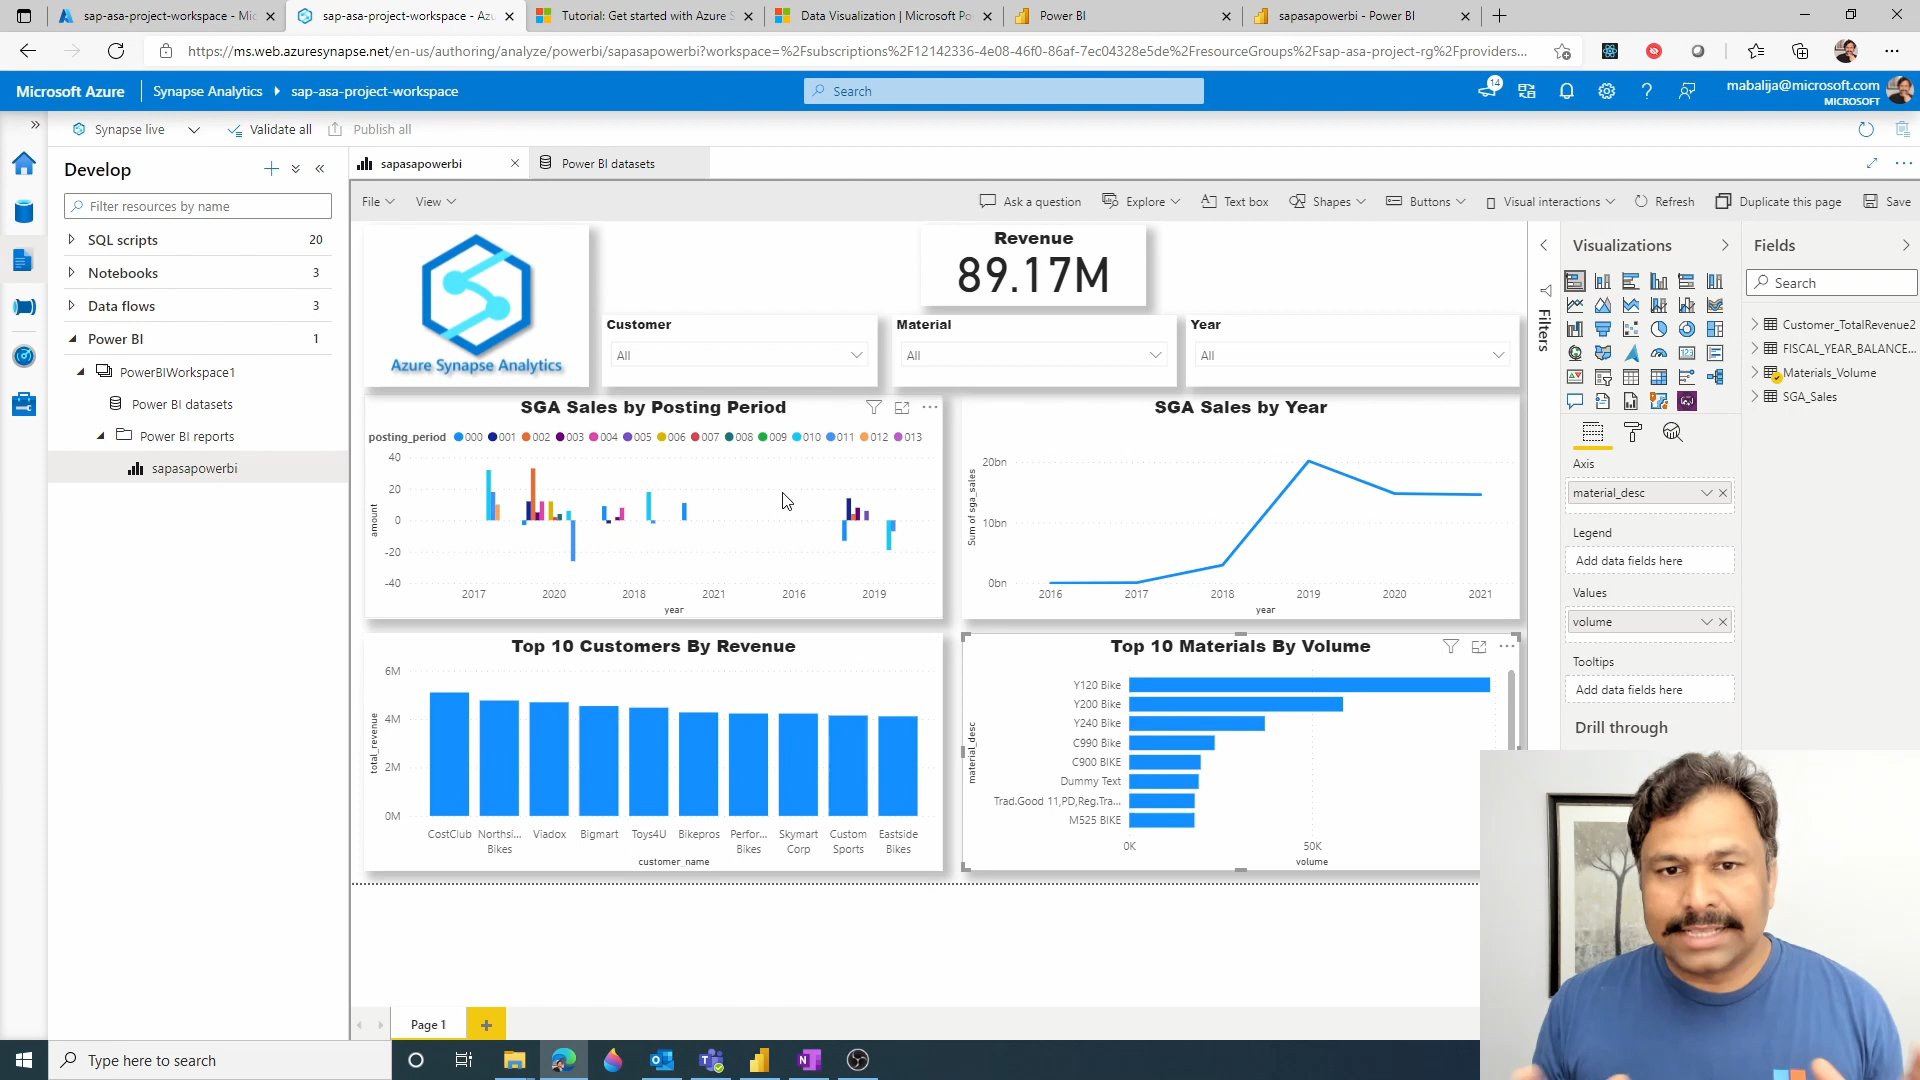 sap-asa-project-workspace - Mic
sap-asa-project-workspace - Azu
Tutorial: Get started with Azure S
Data Visualization | Microsoft Po
Power BI
sapasapowerbi - Power BI
https://ms.web.azuresynapse.net/en-us/authoring/analyze/powerbi/sapasapowerbi?workspace=%2Fsubscriptions%2F12142336-4e08-46f0-86af-7ec04328e5de%2FresourceGroups%2Fsap-asa-project-rg%2Fproviders...
Microsoft Azure
Synapse Analytics
sap-asa-project-workspace
Search
14
mabalija@microsoft.com
MICROSOFT
Synapse live
Validate all
Publish all
Develop
Filter resources by name
SQL scripts 20
Notebooks 3
Data flows 3
Power BI 1
PowerBIWorkspace1
Power BI datasets
Power BI reports
sapasapowerbi
sapasapowerbi
Power BI datasets
File
View
Ask a question
Explore
Text box
Shapes
Buttons
Visual interactions
Refresh
Duplicate this page
Save
Azure Synapse Analytics
Revenue
89.17M
Customer
All
Material
All
Year
All
SGA Sales by Posting Period
posting_period 000 001 002 003 004 005 006 007 008 009 010 011 012 013
40
20
0
-20
-40
amount
2017 2020 2018 2021 2016 2019
year
SGA Sales by Year
20bn
10bn
0bn
Sum of sga_sales
2016 2017 2018 2019 2020 2021
year
Top 10 Customers By Revenue
6M
4M
2M
0M
total_revenue
CostClub
Northsi... Bikes
Viadox
Bigmart
Toys4U
Bikepros
Perfor... Bikes
Skymart Corp
Custom Sports
Eastside Bikes
customer_name
Top 10 Materials By Volume
Y120 Bike
Y200 Bike
Y240 Bike
C990 Bike
C900 BIKE
Dummy Text
Trad.Good 11,PD,Reg.Tra...
M525 BIKE
material_desc
0K 50K
volume
Filters
Visualizations
123
Axis
material_desc
Legend
Add data fields here
Values
volume
Tooltips
Add data fields here
Drill through
Fields
Search
Customer_TotalRevenue2
FISCAL_YEAR_BALANCE...
Materials_Volume
SGA_Sales
Page 1
Type here to search